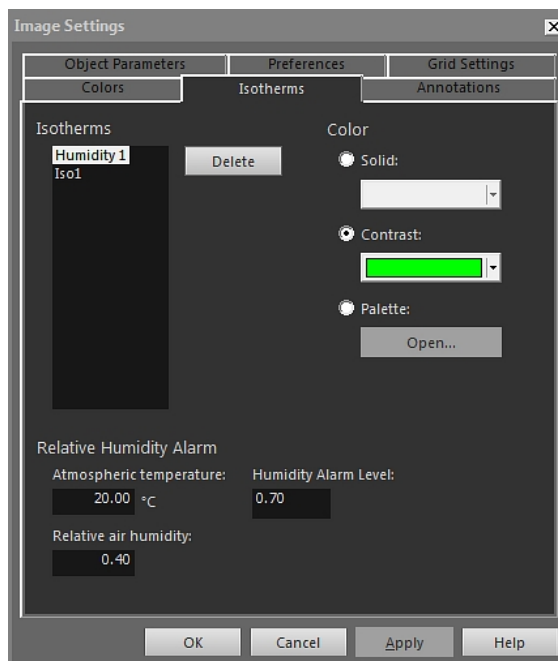 Image Settings
Object Parameters Preferences Grid Settings
Colors Isotherms Annotations
Isotherms
Humidity 1
Iso1
Delete
Color
Solid:
Contrast:
Palette:
Open...
Relative Humidity Alarm
Atmospheric temperature: Humidity Alarm Level:
20.00 °C 0.70
Relative air humidity:
0.40
OK Cancel Apply Help